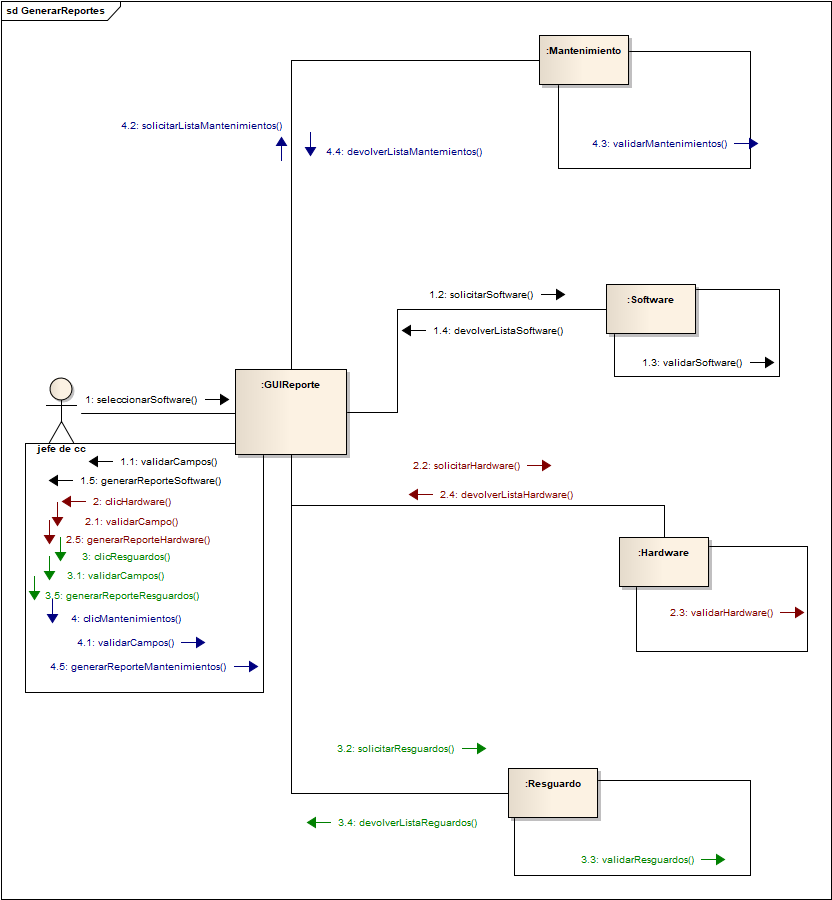 sd GenerarReportes
:Mantenimiento
4.2: solicitarListaMantenimientos()
4.4: devolverListaMantemientos()
4.3: validarMantenimientos()
1.2: solicitarSoftware()
:Software
1.4: devolverListaSoftware()
1.3: validarSoftware()
:GUIReporte
1: seleccionarSoftware()
jefe de cc
1.1: validarCampos()
1.5: generarReporteSoftware()
2: clicHardware()
2.1: validarCampo()
2.5: generarReporteHardware()
3: clicResguardos()
3.1: validarCampos()
3.5: generarReporteResguardos()
4: clicMantenimientos()
4.1: validarCampos()
4.5: generarReporteMantenimientos()
2.2: solicitarHardware()
2.4: devolverListaHardware()
:Hardware
2.3: validarHardware()
3.2: solicitarResguardos()
:Resguardo
3.4: devolverListaReguardos()
3.3: validarResguardos()